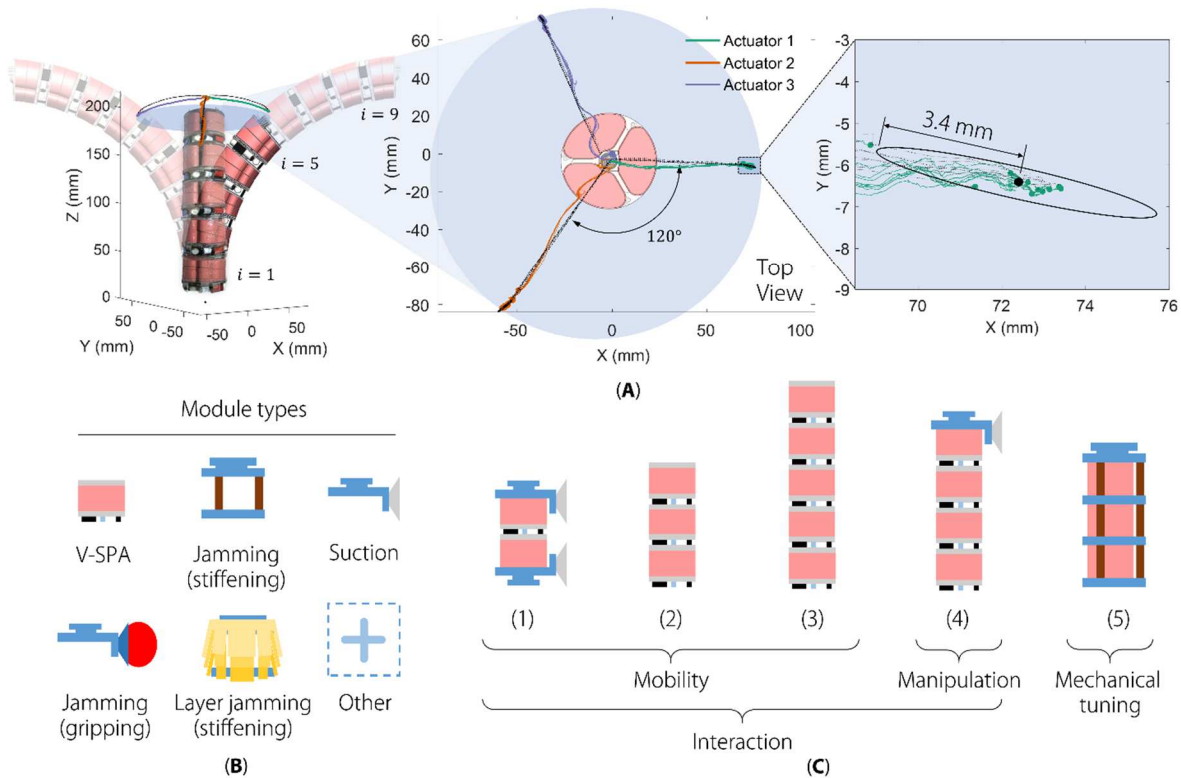 200
150
100
50
0
Z (mm)
50
0
-50
Y (mm)
-50
0
50
X (mm)
i = 9
i = 5
i = 1
60
40
20
0
-20
-40
-60
-80
Y (mm)
-50
0
50
100
X (mm)
Actuator 1
Actuator 2
Actuator 3
120°
Top
View
-3
-4
-5
-6
-7
-8
-9
Y (mm)
3.4 mm
70
72
74
76
X (mm)
(A)
Module types
V-SPA
Jamming
(stiffening)
Suction
Jamming
(gripping)
Layer jamming
(stiffening)
Other
(B)
(1)
(2)
(3)
(4)
(5)
Mobility
Manipulation
Mechanical
tuning
Interaction
(C)